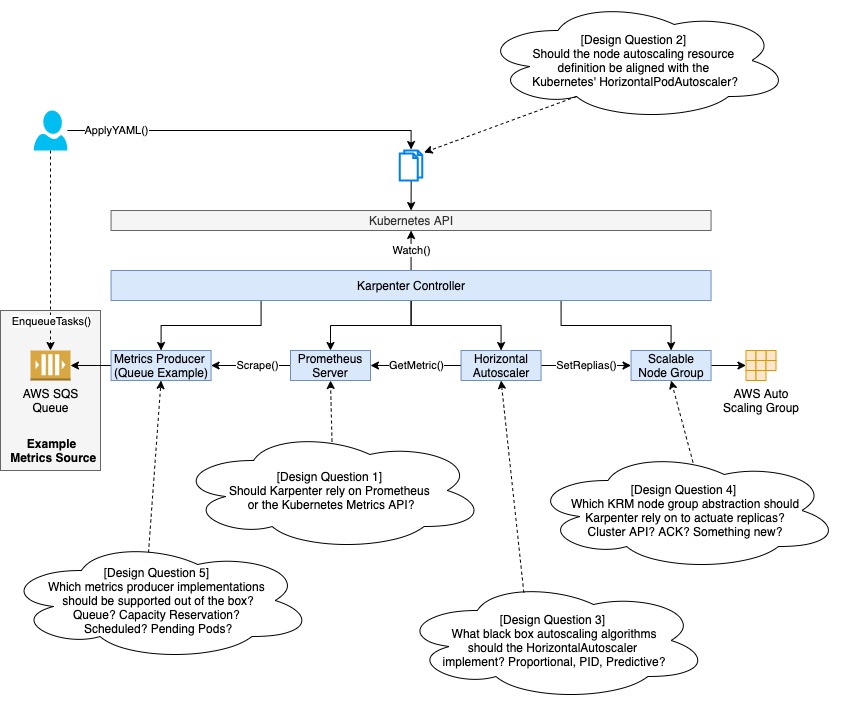 [Design Question 2]
Should the node autoscaling resource
definition be aligned with the
Kubernetes' HorizontalPodAutoscaler?
ApplyYAML()
Kubernetes API
Watch()
Karpenter Controller
EnqueueTasks()
AWS SQS
Queue
Example
Metrics Source
Metrics Producer
(Queue Example)
Scrape()
Prometheus
Server
GetMetric()
Horizontal
Autoscaler
SetReplias()
Scalable
Node Group
AWS Auto
Scaling Group
[Design Question 1]
Should Karpenter rely on Prometheus
or the Kubernetes Metrics API?
[Design Question 4]
Which KRM node group abstraction should
Karpenter rely on to actuate replicas?
Cluster API? ACK? Something new?
[Design Question 5]
Which metrics producer implementations
should be supported out of the box?
Queue? Capacity Reservation?
Scheduled? Pending Pods?
[Design Question 3]
What black box autoscaling algorithms
should the HorizontalAutoscaler
implement? Proportional, PID, Predictive?